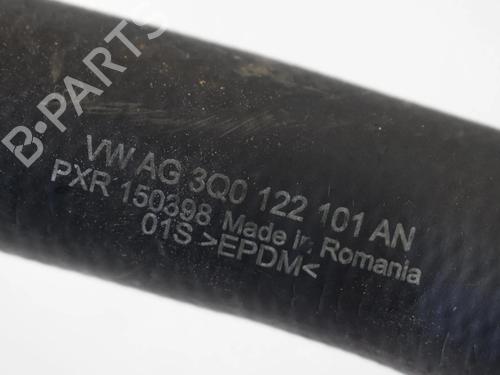 B-PARTS
VW AG 3Q0 122 101 AN
PXR 150398 Made in Romania
01S >EPDM<